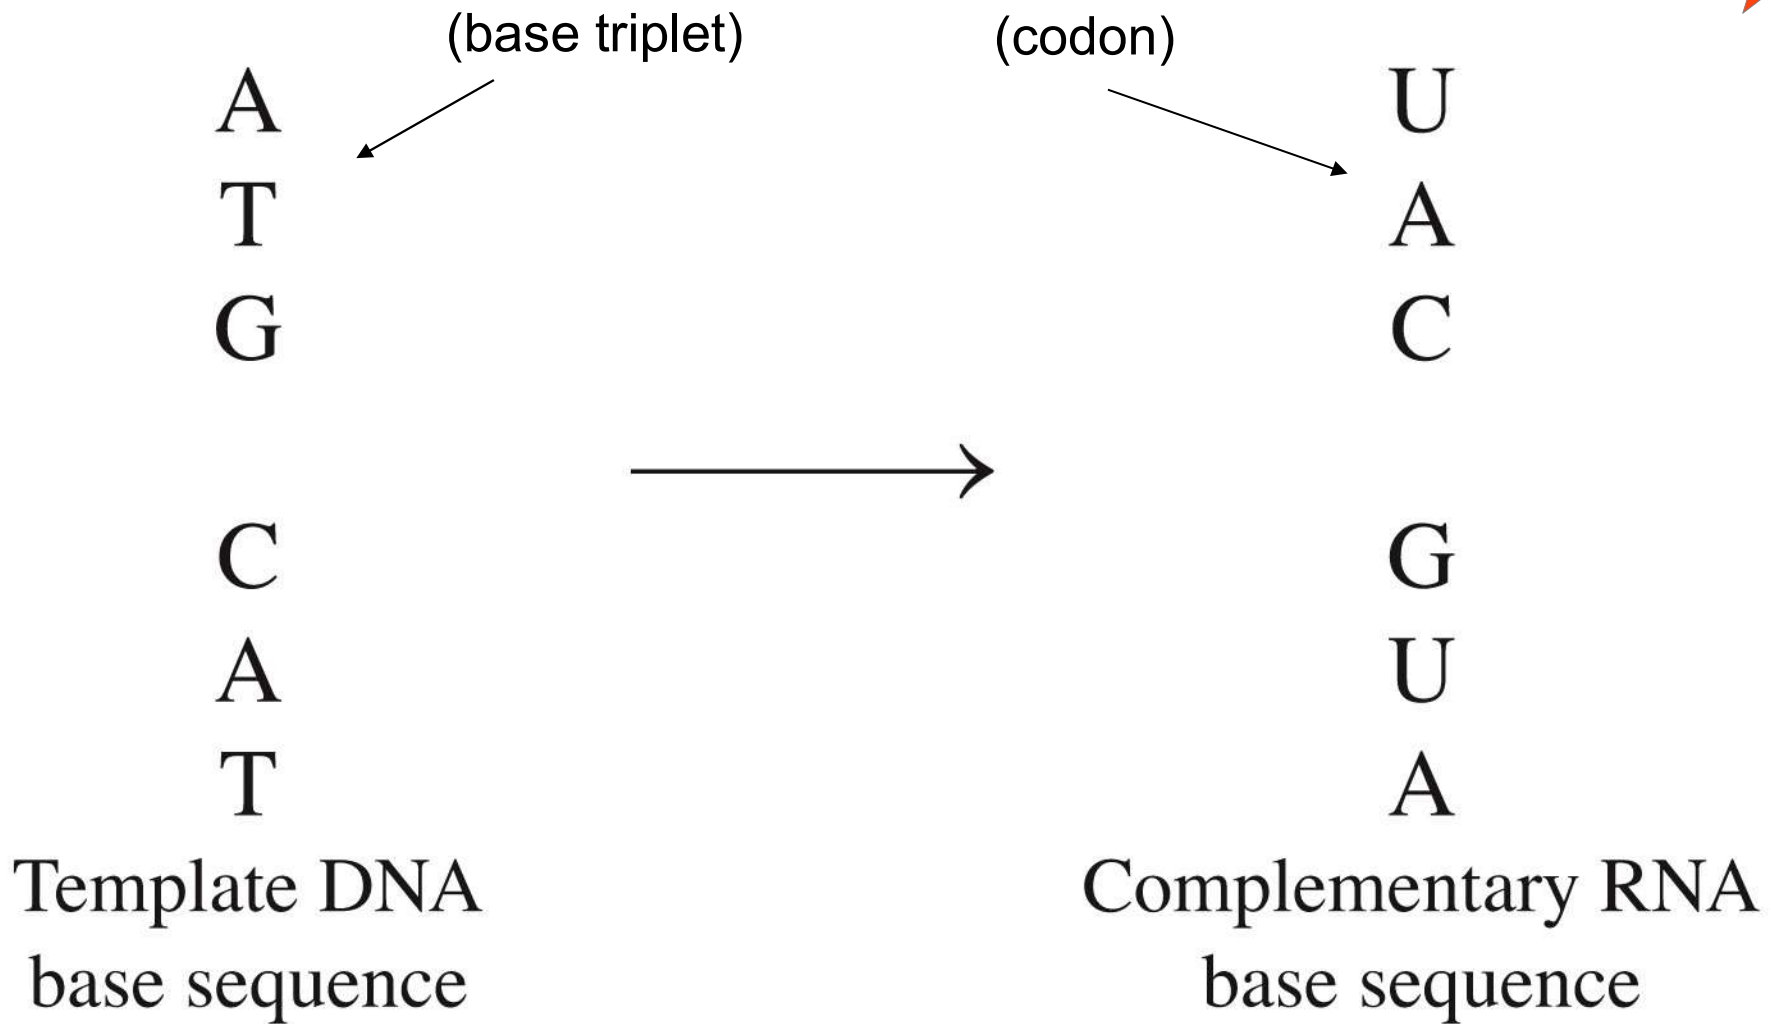 (base triplet)
(codon)
A
T
G
C
A
T
Template DNA
base sequence
U
A
C
G
U
A
Complementary RNA
base sequence